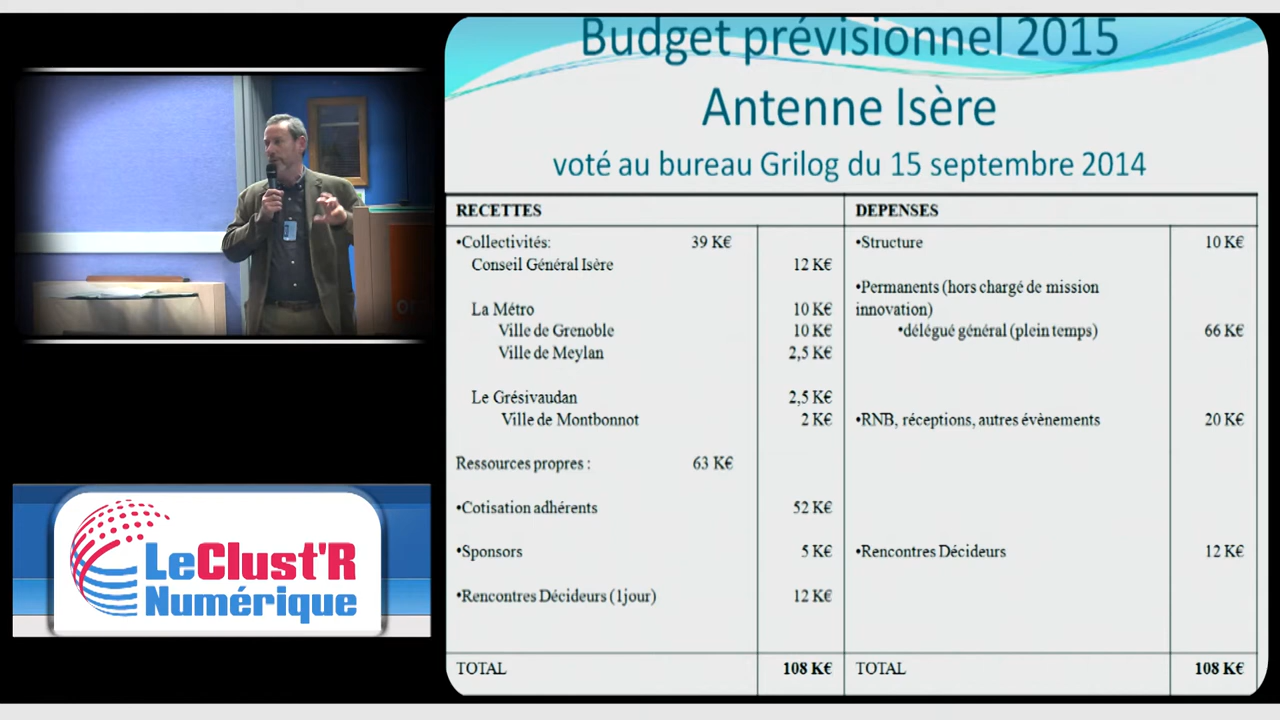 Budget prévisionnel 2015
Antenne Isère
voté au bureau Grilog du 15 septembre 2014
RECETTES DEPENSES
•Collectivités: 39 K€ •Structure 10 K€
Conseil Général Isère 12 K€
•Permanents (hors chargé de mission
La Métro 10 K€ innovation)
Ville de Grenoble 10 K€ •délégué général (plein temps) 66 K€
Ville de Meylan 2,5 K€
Le Grésivaudan 2,5 K€
Ville de Montbonnot 2 K€ •RNB, réceptions, autres évènements 20 K€
Ressources propres : 63 K€
•Cotisation adhérents 52 K€
•Sponsors 5 K€ •Rencontres Décideurs 12 K€
•Rencontres Décideurs (1jour) 12 K€
TOTAL 108 K€ TOTAL 108 K€
LeClust'R
Numérique